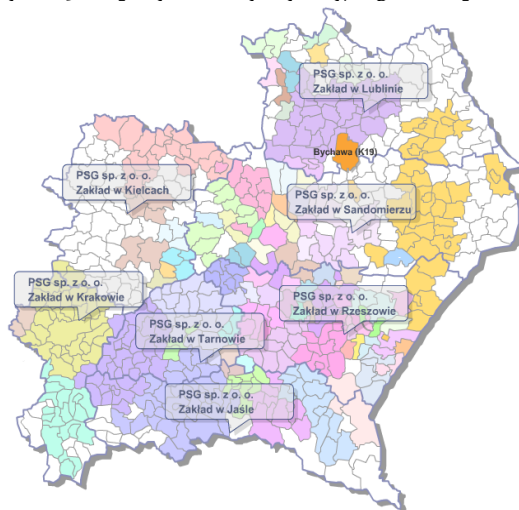 PSG sp. z o. o.
Zakład w Lublinie
Bychawa (K19)
PSG sp. z o. o.
Zakład w Kielcach
PSG sp. z o. o.
Zakład w Sandomierzu
PSG sp. z o. o.
Zakład w Krakowie
PSG sp. z o. o.
Zakład w Rzeszowie
PSG sp. z o. o.
Zakład w Tarnowie
PSG sp. z o. o.
Zakład w Jaśle